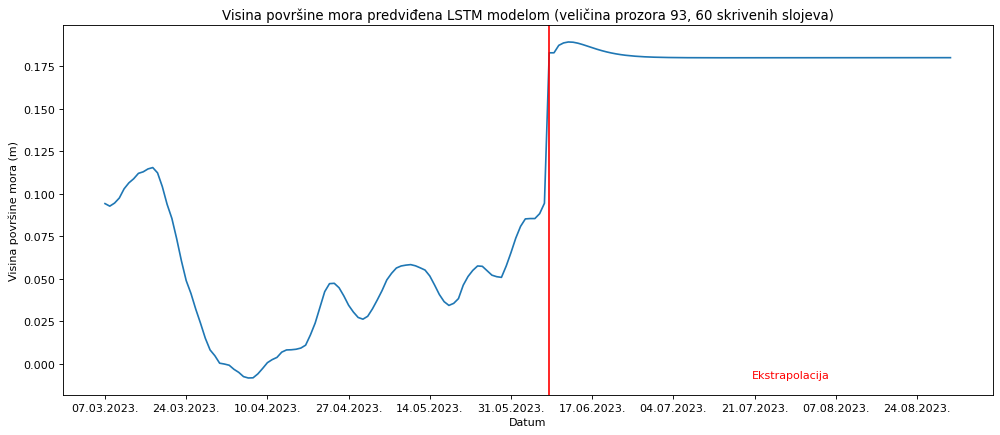 Visina površine mora predviđena LSTM modelom (veličina prozora 93, 60 skrivenih slojeva)
Visina površine mora (m)
0.175
0.150
0.125
0.100
0.075
0.050
0.025
0.000
Ekstrapolacija
07.03.2023. 24.03.2023. 10.04.2023. 27.04.2023. 14.05.2023. 31.05.2023. 17.06.2023. 04.07.2023. 21.07.2023. 07.08.2023. 24.08.2023.
Datum